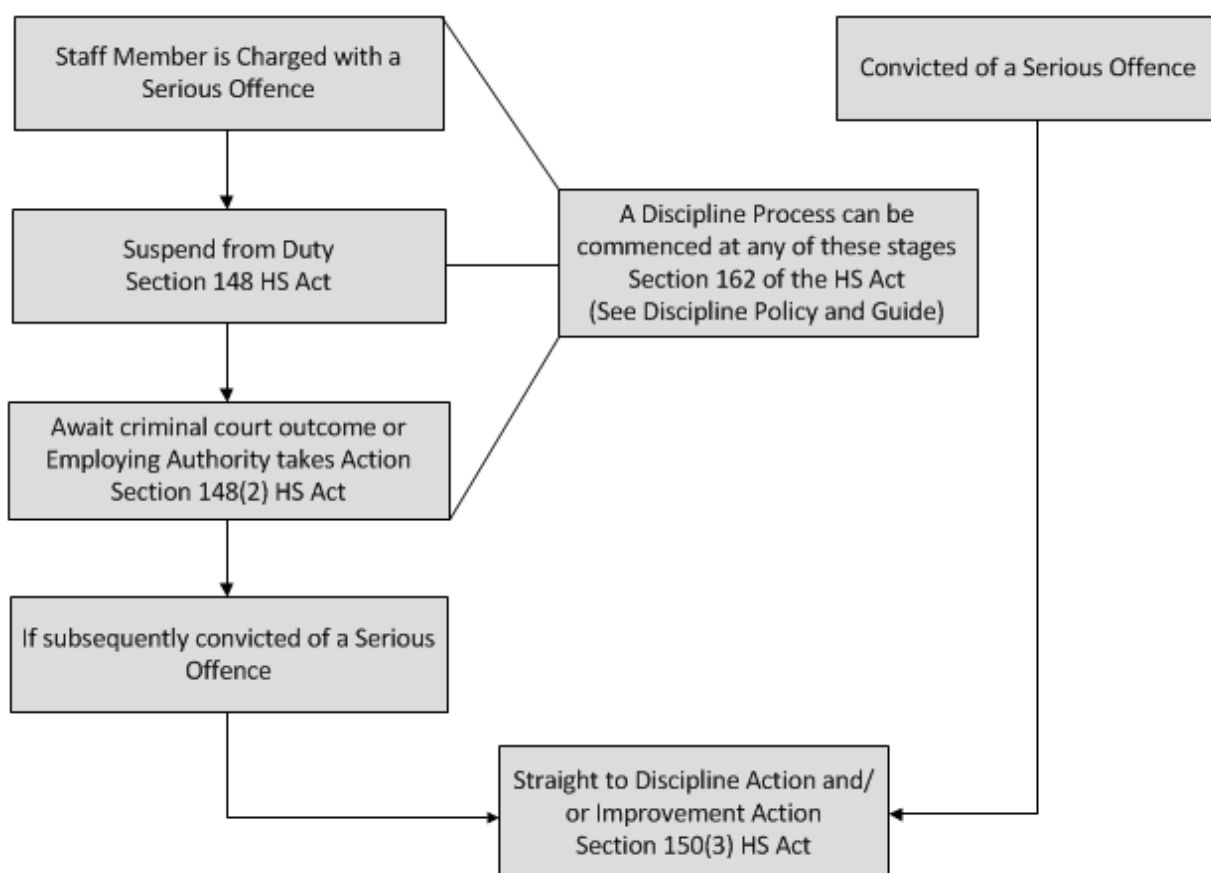 Staff Member is Charged with a
Serious Offence
Convicted of a Serious Offence
Suspend from Duty
Section 148 HS Act
A Discipline Process can be
commenced at any of these stages
Section 162 of the HS Act
(See Discipline Policy and Guide)
Await criminal court outcome or
Employing Authority takes Action
Section 148(2) HS Act
If subsequently convicted of a Serious
Offence
Straight to Discipline Action and/
or Improvement Action
Section 150(3) HS Act